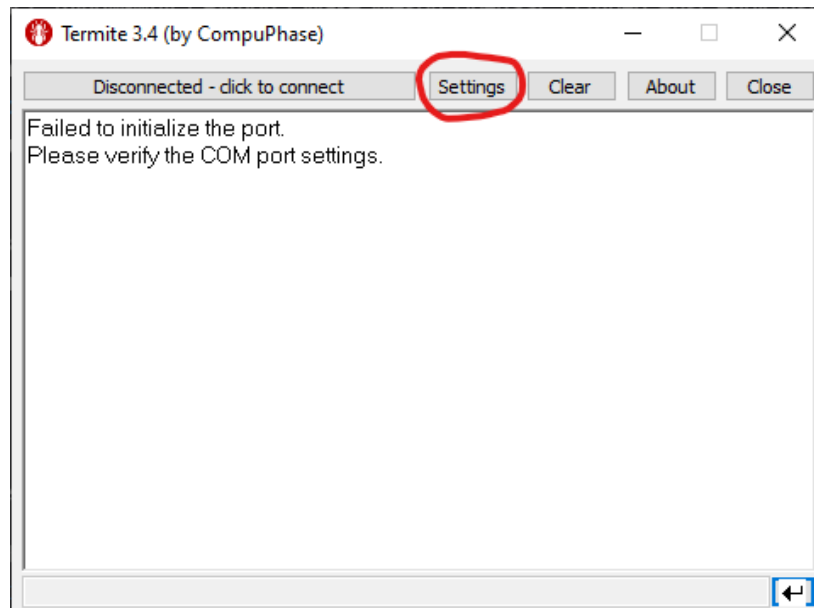 Termite 3.4 (by CompuPhase)
Disconnected - click to connect Settings Clear About Close
Failed to initialize the port.
Please verify the COM port settings.